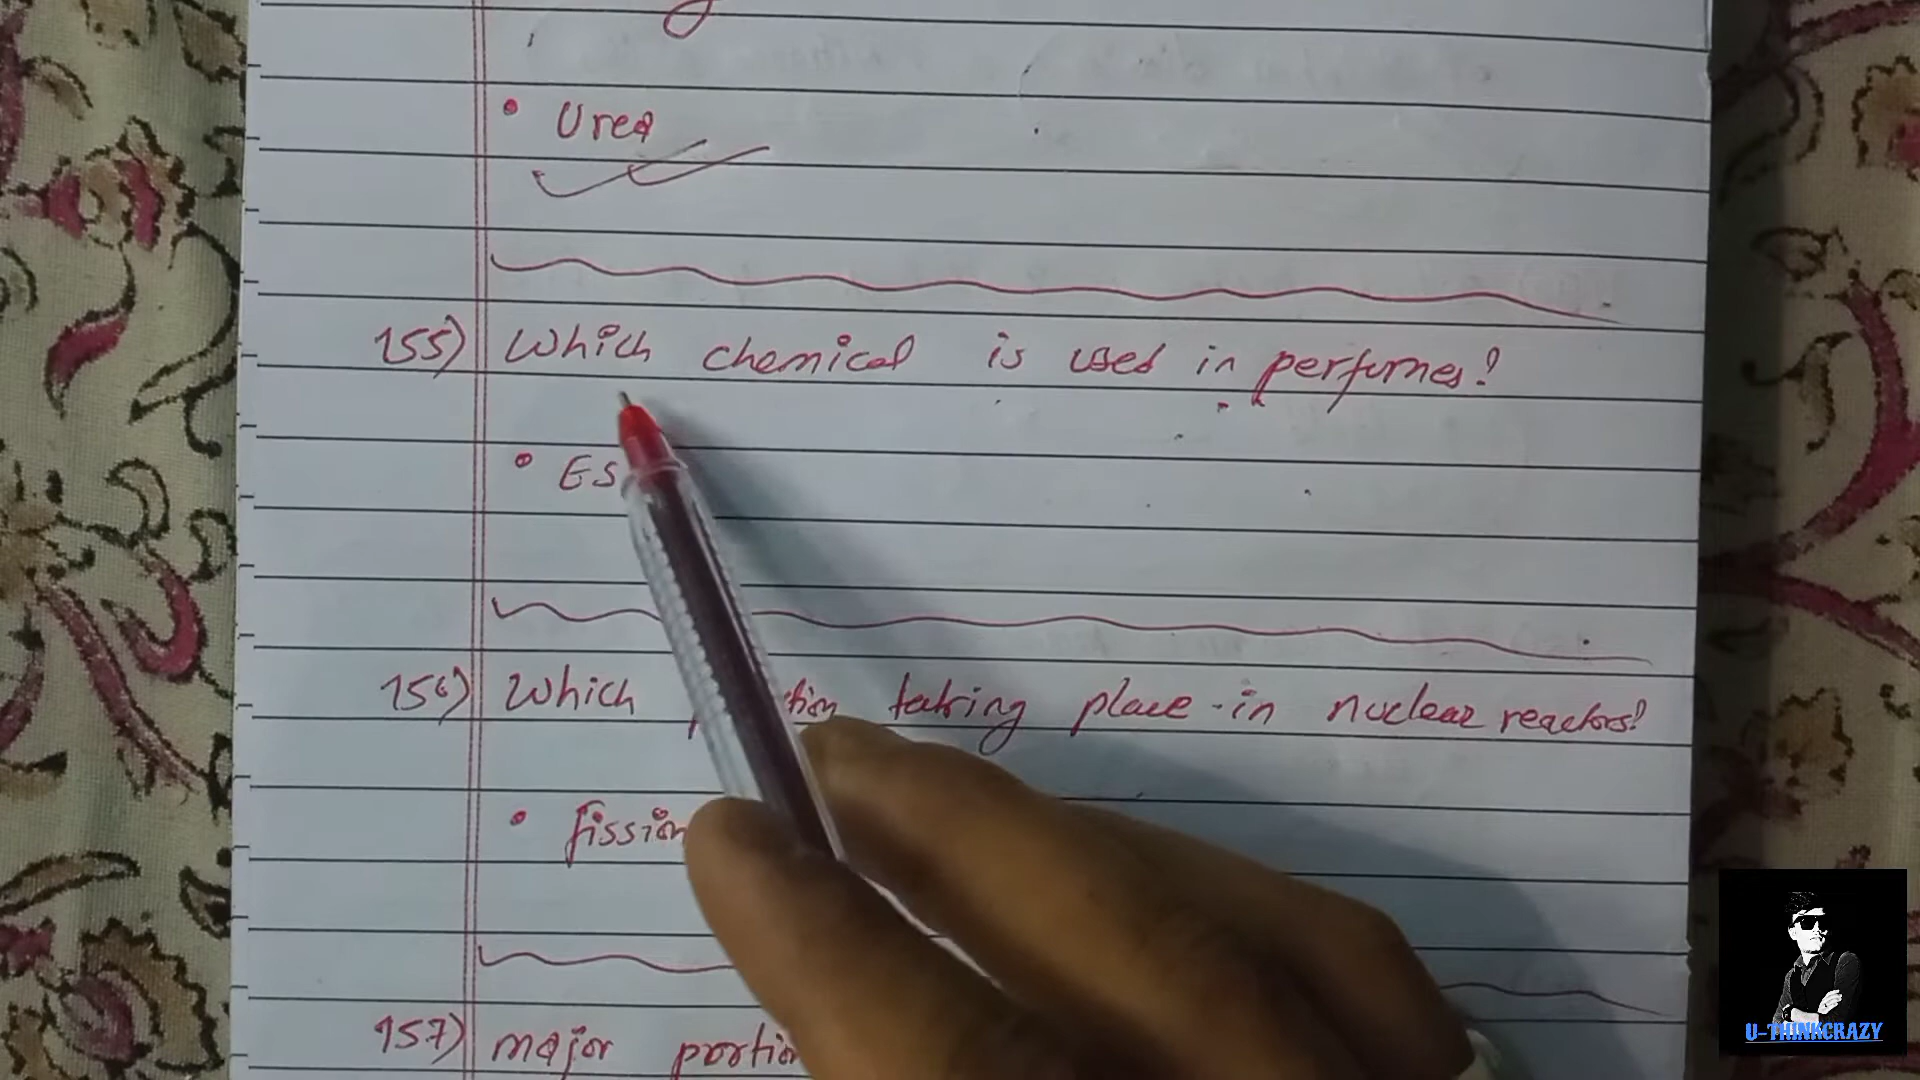 • Urea
155) Which chemical is used in perfumes?
• Es
156) Which taking place in nuclear reactors?
• fission
157) major portion
U-THINKCRAZY